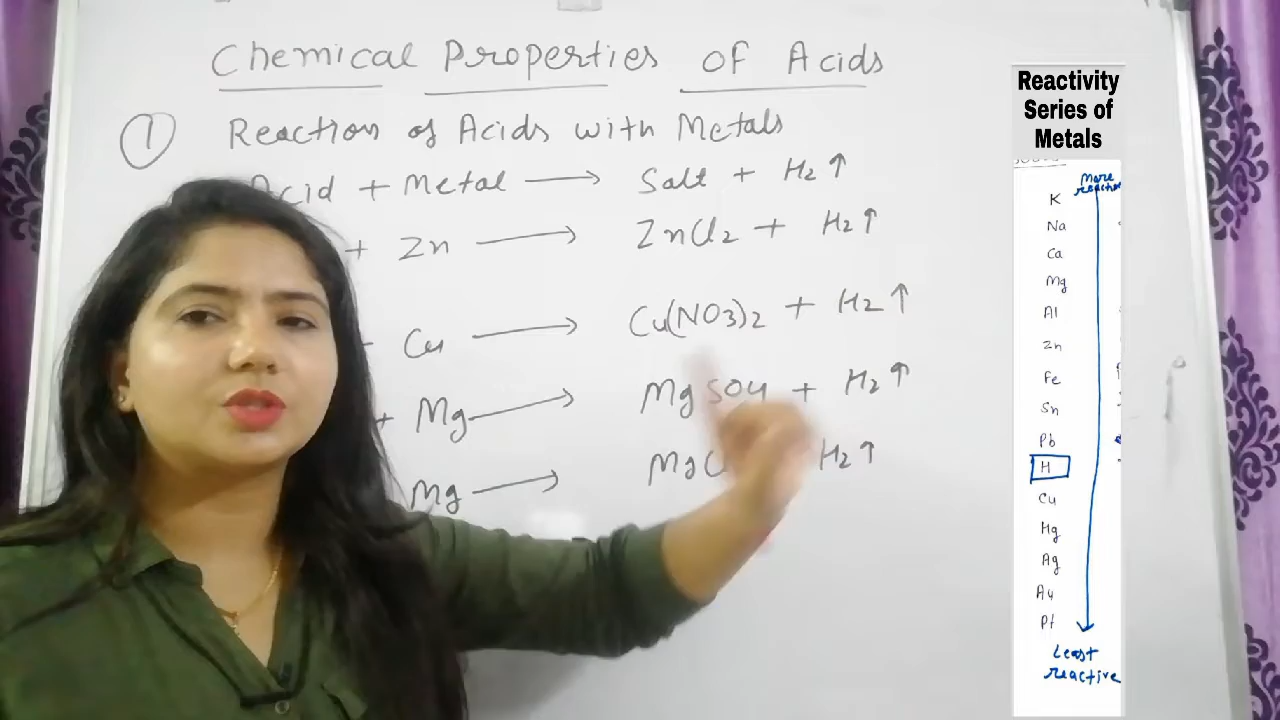 Chemical Properties of Acids
① Reaction of Acids with Metals
Acid + Metal ⟶ Salt + H2↑
+ Zn ⟶ ZnCl2 + H2↑
Cu ⟶ Cu(NO3)2 + H2↑
+ Mg ⟶ MgSO4 + H2↑
Mg ⟶ H2↑
Reactivity
Series of
Metals
More
K
Na
Ca
Mg
Al
Zn
Fe
Sn
Pb
H
Cu
Hg
Ag
Au
Pt
Least
reactive